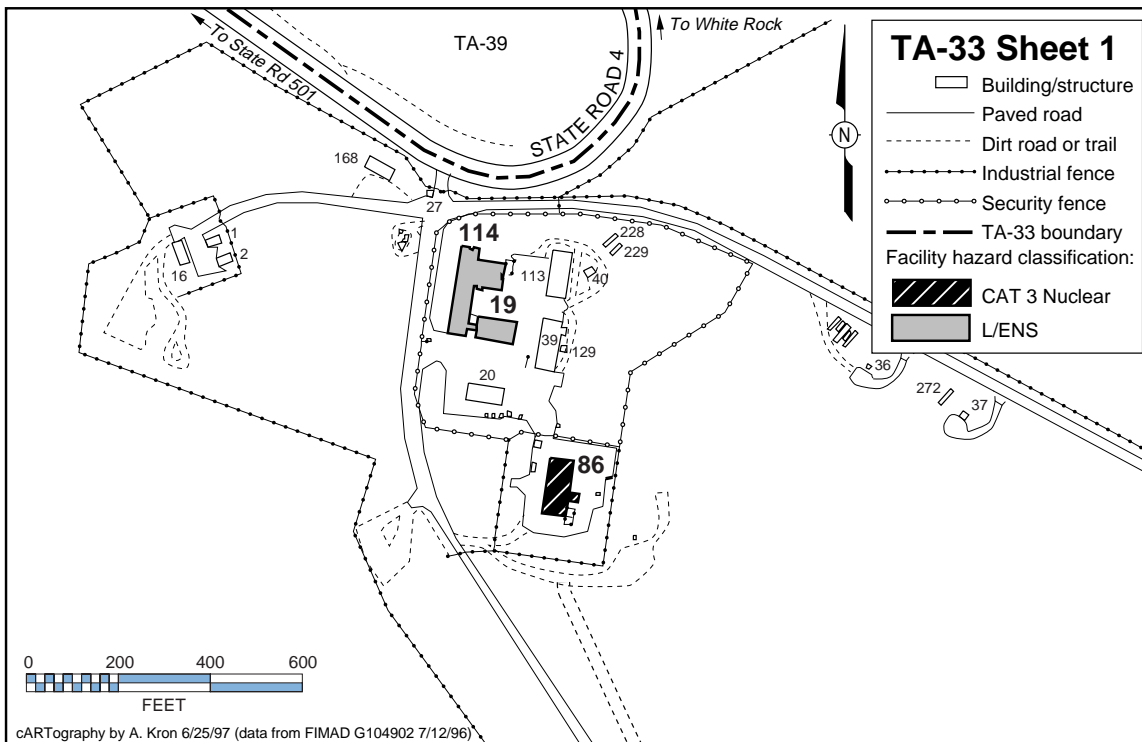 To White Rock
TA-39
To State Rd 501
STATE ROAD 4
TA-33 Sheet 1
Building/structure
Paved road
Dirt road or trail
Industrial fence
Security fence
TA-33 boundary
Facility hazard classification:
CAT 3 Nuclear
L/ENS
N
168
27
1
2
16
114
228
229
113
40
19
39
129
20
36
272
37
86
0 200 400 600
FEET
cARTography by A. Kron 6/25/97 (data from FIMAD G104902 7/12/96)